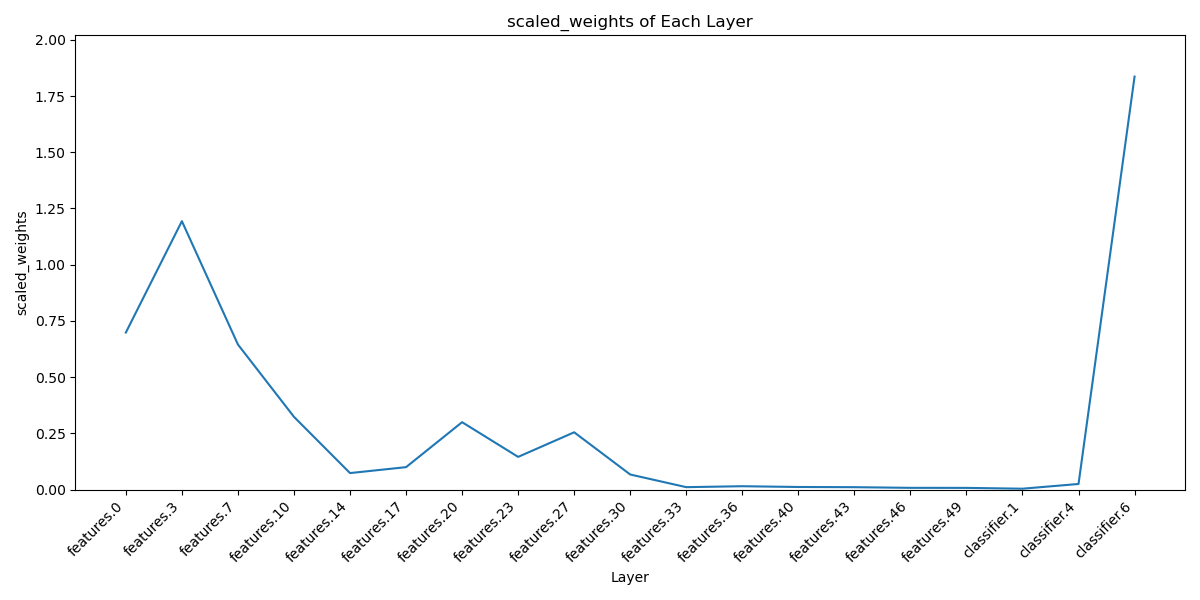 scaled_weights of Each Layer
scaled_weights
2.00
1.75
1.50
1.25
1.00
0.75
0.50
0.25
0.00
features.0
features.3
features.7
features.10
features.14
features.17
features.20
features.23
features.27
features.30
features.33
features.36
features.40
features.43
features.46
features.49
classifier.1
classifier.4
classifier.6
Layer